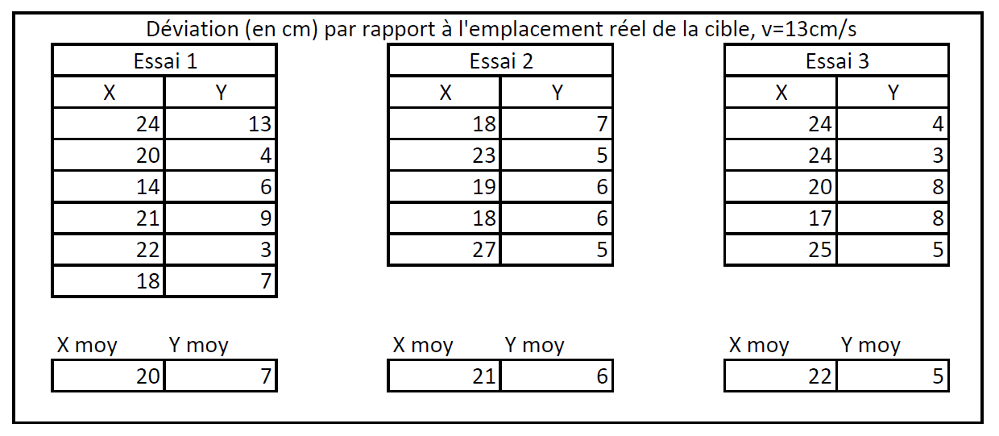 Déviation (en cm) par rapport à l'emplacement réel de la cible, v=13cm/s
Essai 1 Essai 2 Essai 3
X Y X Y X Y
24 13 18 7 24 4
20 4 23 5 24 3
14 6 19 6 20 8
21 9 18 6 17 8
22 3 27 5 25 5
18 7
X moy Y moy X moy Y moy X moy Y moy
20 7 21 6 22 5